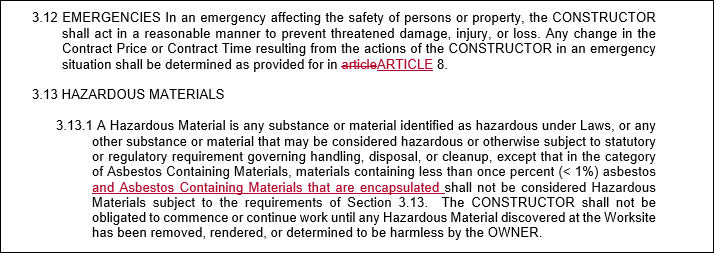 3.12 EMERGENCIES In an emergency affecting the safety of persons or property, the CONSTRUCTOR
shall act in a reasonable manner to prevent threatened damage, injury, or loss. Any change in the
Contract Price or Contract Time resulting from the actions of the CONSTRUCTOR in an emergency
situation shall be determined as provided for in articleARTICLE 8.
3.13 HAZARDOUS MATERIALS
3.13.1 A Hazardous Material is any substance or material identified as hazardous under Laws, or any
other substance or material that may be considered hazardous or otherwise subject to statutory
or regulatory requirement governing handling, disposal, or cleanup, except that in the category
of Asbestos Containing Materials, materials containing less than once percent (< 1%) asbestos
and Asbestos Containing Materials that are encapsulated shall not be considered Hazardous
Materials subject to the requirements of Section 3.13.  The CONSTRUCTOR shall not be
obligated to commence or continue work until any Hazardous Material discovered at the Worksite
has been removed, rendered, or determined to be harmless by the OWNER.